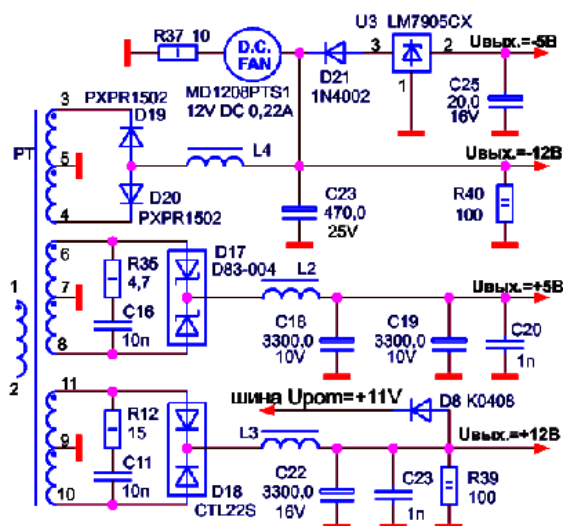 U3 LM7905CX
R37 10
D.C.
FAN
3
2
Uвых.=-5В
1
MD1208PTS1
12V DC 0,22A
D21
1N4002
C25
20,0
16V
3
PXPR1502
D19
PT
5
L4
Uвых.=-12В
4
D20
PXPR1502
C23
470,0
25V
R40
100
6
R35
4,7
D17
D83-004
L2
Uвых.=+5В
1
7
C16
10n
C18
3300,0
10V
C19
3300,0
10V
C20
1n
2
8
11
шина Upom=+11V
D8 K0408
R12
15
L3
Uвых.=+12В
9
C11
10n
D18
CTL22S
C22
3300,0
16V
C23
1n
R39
100
10